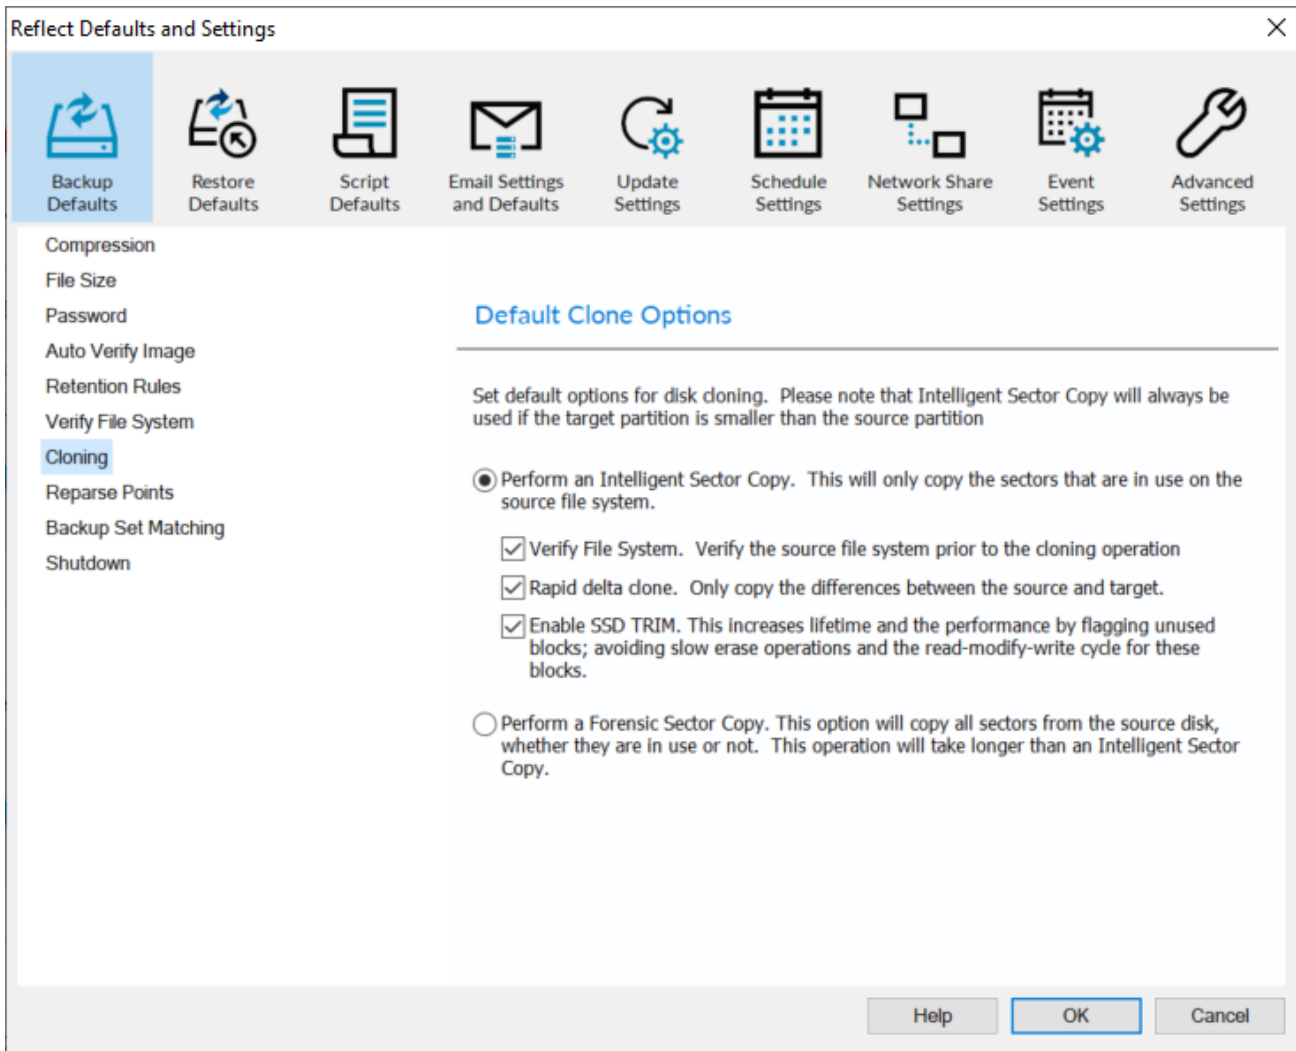 Reflect Defaults and Settings
Backup Defaults
Restore Defaults
Script Defaults
Email Settings and Defaults
Update Settings
Schedule Settings
Network Share Settings
Event Settings
Advanced Settings
Compression
File Size
Password
Auto Verify Image
Retention Rules
Verify File System
Cloning
Reparse Points
Backup Set Matching
Shutdown
Default Clone Options
Set default options for disk cloning.  Please note that Intelligent Sector Copy will always be
used if the target partition is smaller than the source partition
Perform an Intelligent Sector Copy.  This will only copy the sectors that are in use on the
source file system.
Verify File System.  Verify the source file system prior to the cloning operation
Rapid delta clone.  Only copy the differences between the source and target.
Enable SSD TRIM. This increases lifetime and the performance by flagging unused
blocks; avoiding slow erase operations and the read-modify-write cycle for these
blocks.
Perform a Forensic Sector Copy. This option will copy all sectors from the source disk,
whether they are in use or not.  This operation will take longer than an Intelligent Sector
Copy.
Help
OK
Cancel